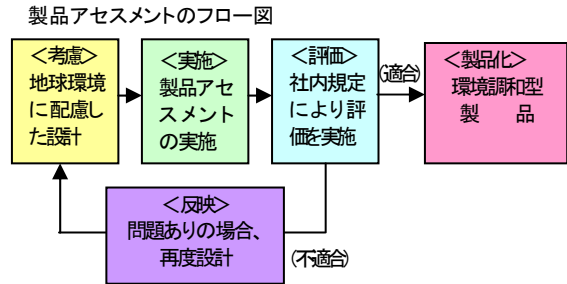 製品アセスメントのフロー図
＜考慮＞
地球環境
に配慮し
た設計
＜実施＞
製品アセ
スメント
の実施
＜評価＞
社内規定
により評
価を実施
(適合)
＜製品化＞
環境調和型
製　　品
＜反映＞
問題ありの場合、
再度設計
(不適合)